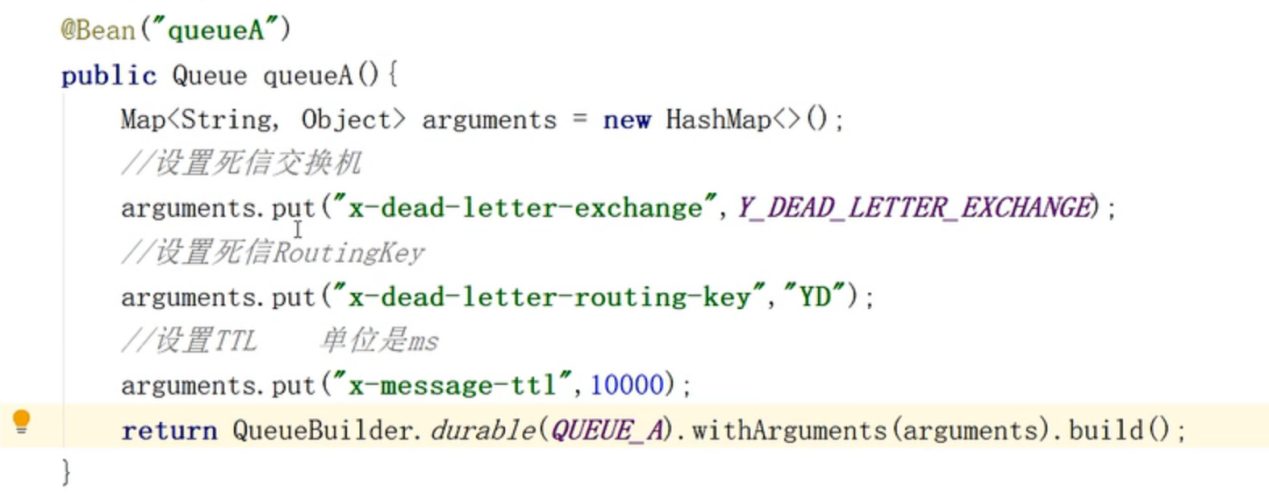 @Bean("queueA")
public Queue queueA(){
Map<String, Object> arguments = new HashMap<>();
//设置死信交换机
arguments.put("x-dead-letter-exchange",Y_DEAD_LETTER_EXCHANGE);
//设置死信RoutingKey
arguments.put("x-dead-letter-routing-key","YD");
//设置TTL 单位是ms
arguments.put("x-message-ttl",10000);
return QueueBuilder.durable(QUEUE_A).withArguments(arguments).build();
}